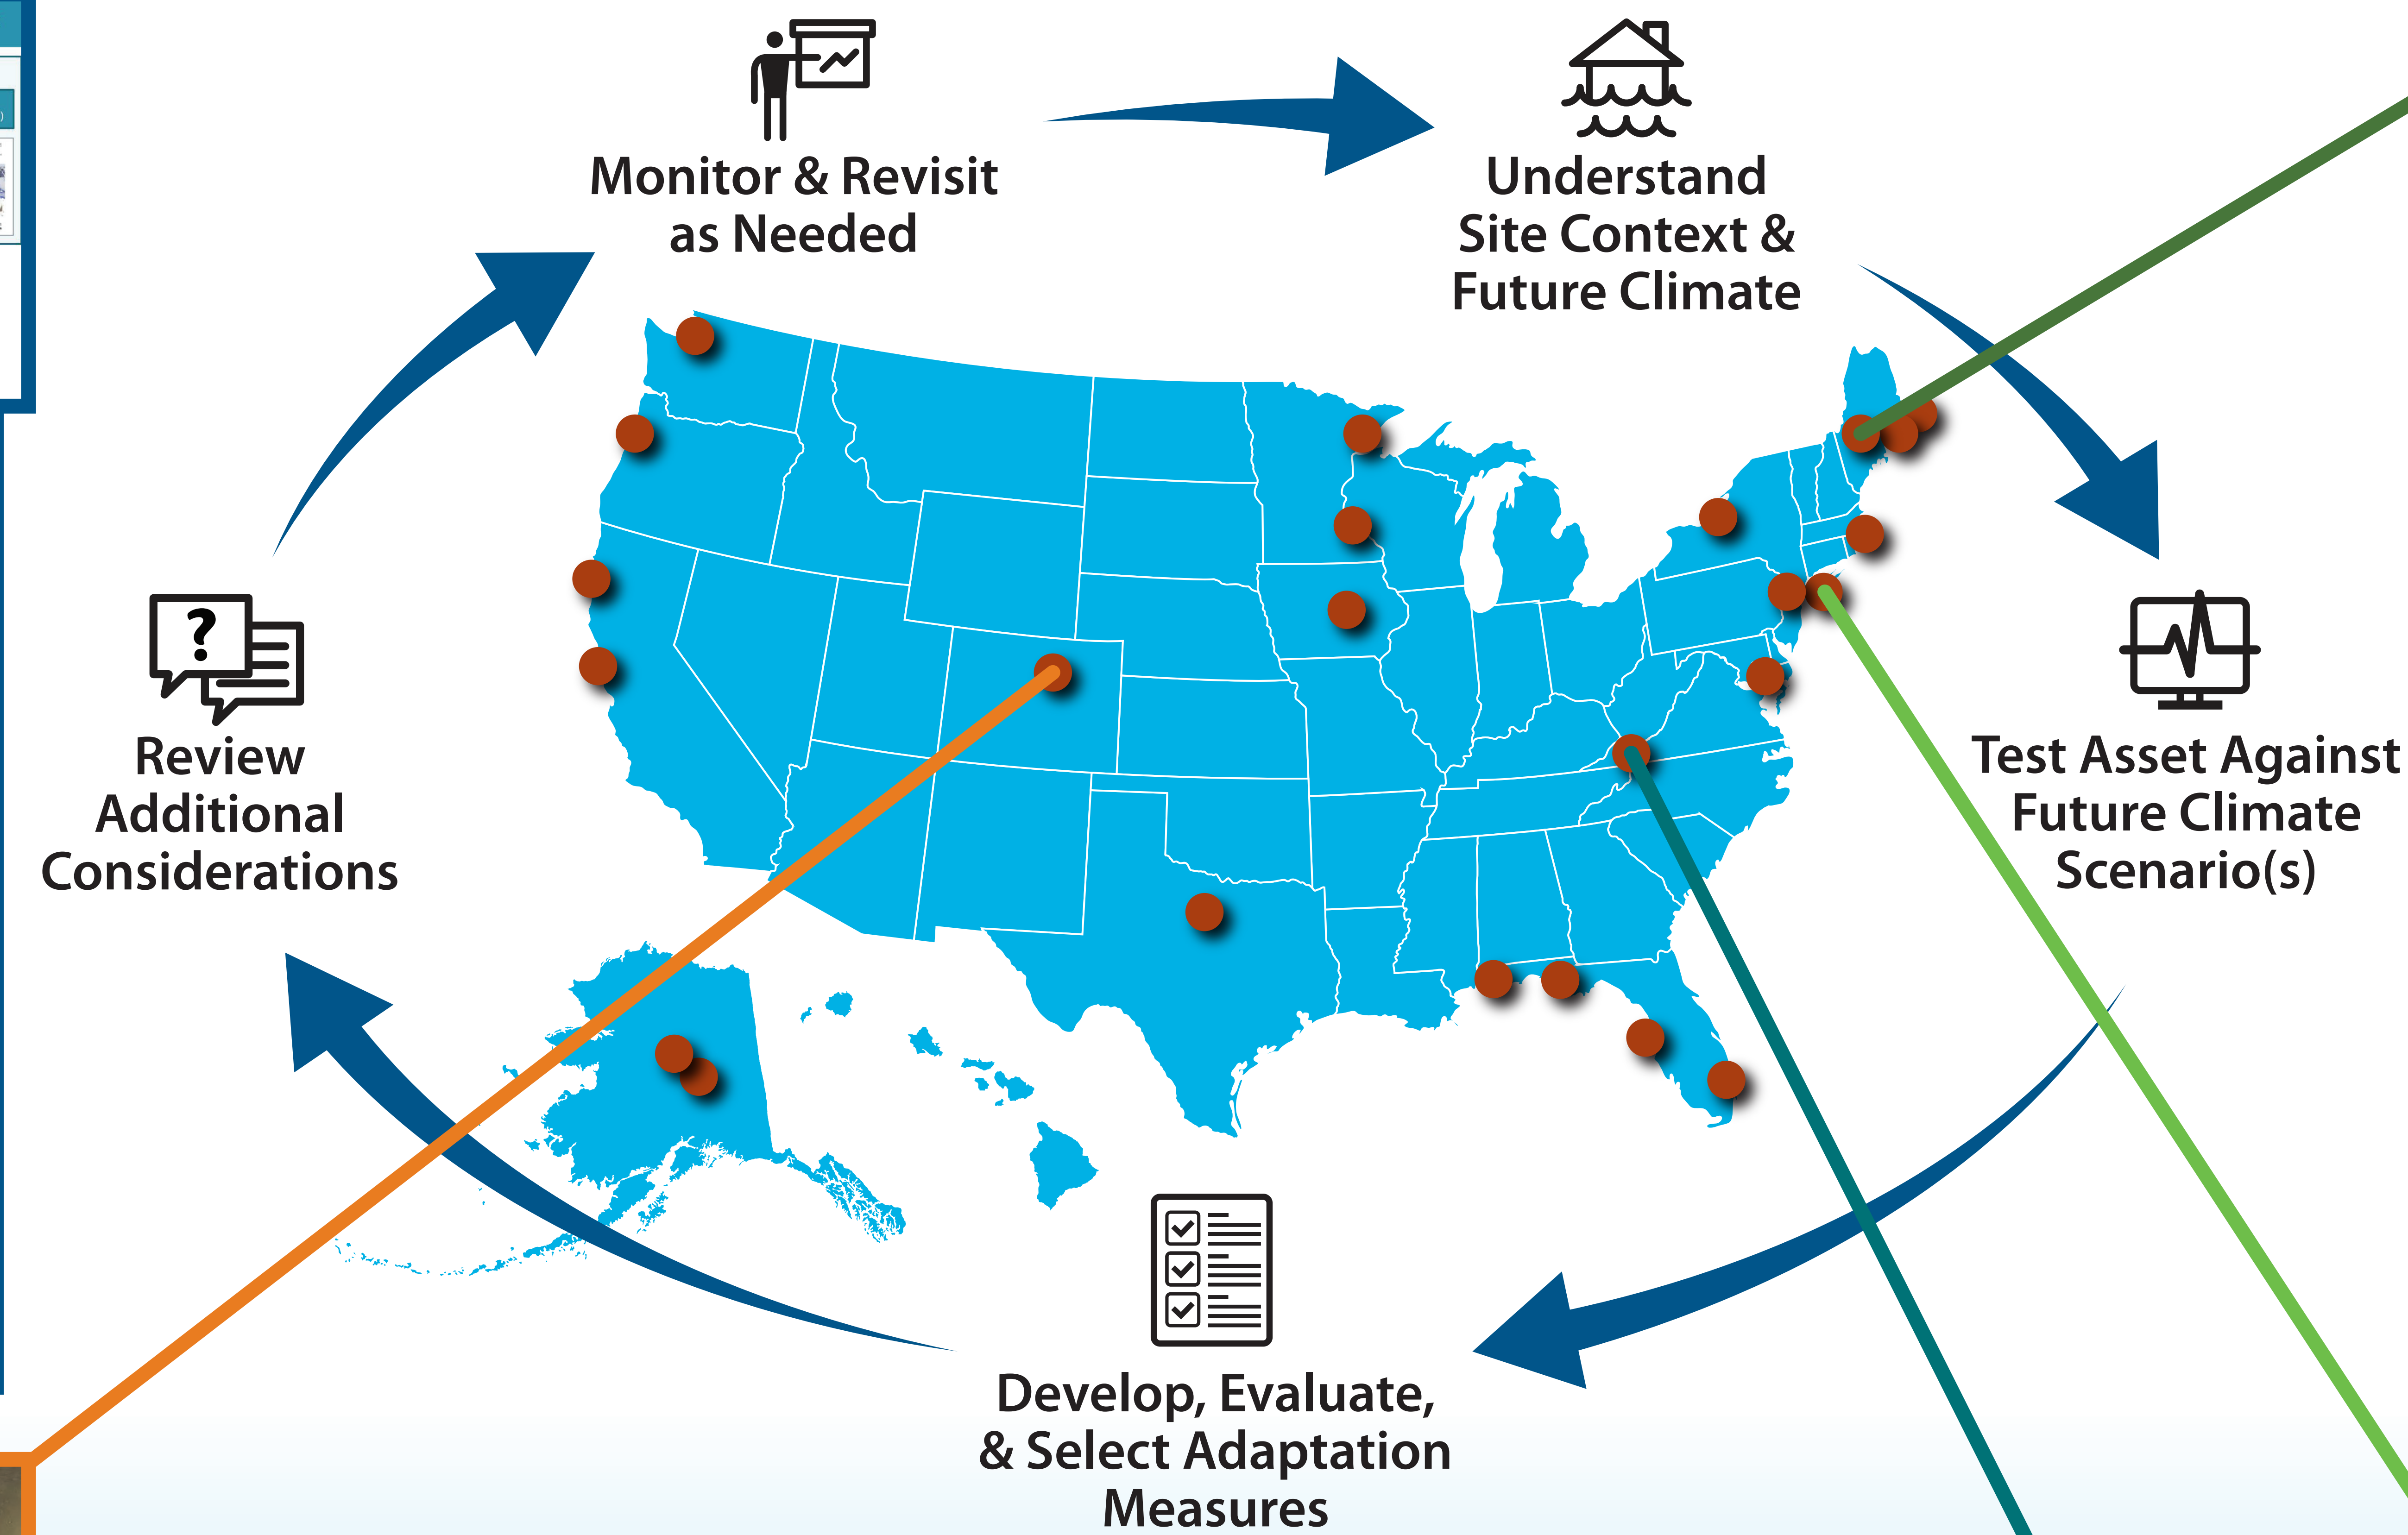 )
Monitor & Revisit
as Needed
Understand
Site Context &
Future Climate
?
Review
Additional
Considerations
Test Asset Against
Future Climate
Scenario(s)
Develop, Evaluate,
& Select Adaptation
Measures